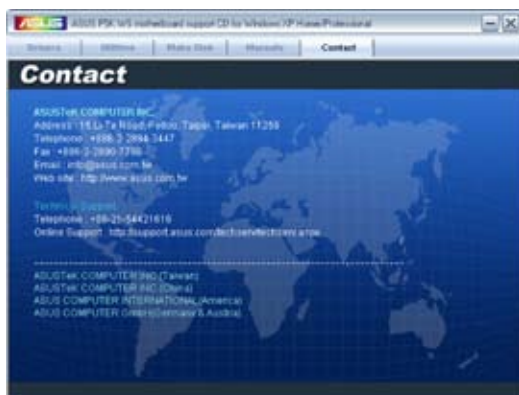 ASUS ASUS P5K WS motherboard support CD for Windows XP Home/Professional
Drivers Utilities Make Disk Manuals Contact
Contact
ASUSTeK COMPUTER INC.
Address : 15 Li-Te Road, Peitou, Taipei, Taiwan 11259
Telephone : +886-2-2894-3447
Fax : +886-2-2890-7798
Email : info@asus.com.tw
Web site : http://www.asus.com.tw
Technical Support
Telephone : +86-21-54421616
Online Support : http://support.asus.com/techserv/techserv.aspx
ASUSTeK COMPUTER INC.(Taiwan)
ASUSTeK COMPUTER INC.(China)
ASUS COMPUTER INTERNATIONAL(America)
ASUS COMPUTER GmbH(Germany & Austria)